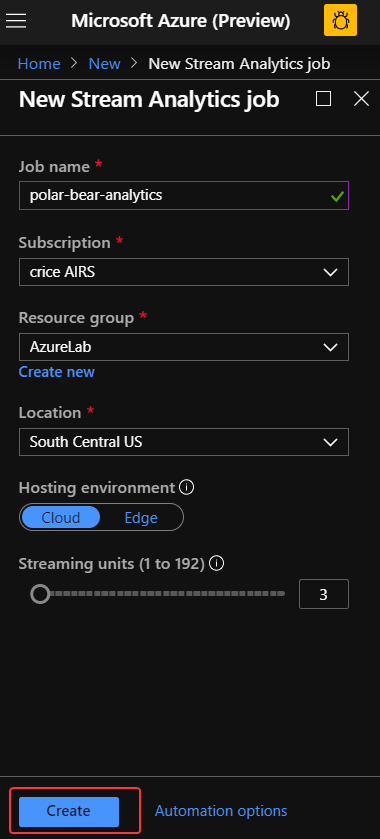 Microsoft Azure (Preview)
Home > New > New Stream Analytics job
New Stream Analytics job
Job name *
polar-bear-analytics
Subscription *
crice AIRS
Resource group *
AzureLab
Create new
Location *
South Central US
Hosting environment
Cloud Edge
Streaming units (1 to 192)
3
Create Automation options